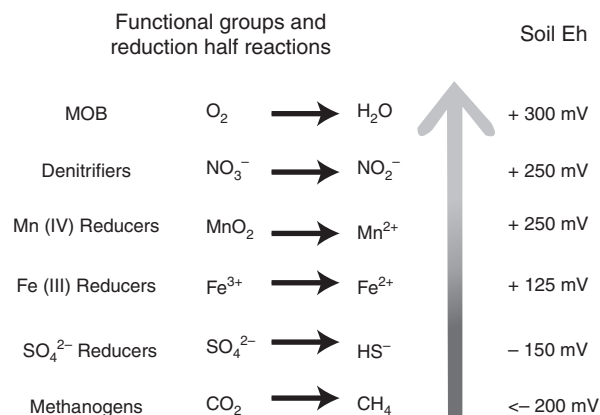 Functional groups and
reduction half reactions
Soil Eh
MOB O₂ H₂O + 300 mV
Denitrifiers NO₃⁻ NO₂⁻ + 250 mV
Mn (IV) Reducers MnO₂ Mn²⁺ + 250 mV
Fe (III) Reducers Fe³⁺ Fe²⁺ + 125 mV
SO₄²⁻ Reducers SO₄²⁻ HS⁻ – 150 mV
Methanogens CO₂ CH₄ <– 200 mV